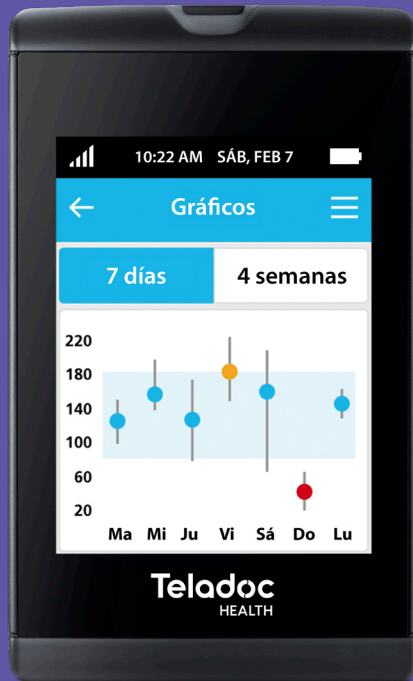 10:22 AM SÁB, FEB 7
Gráficos
7 días 4 semanas
220
180
140
100
60
20
Ma Mi Ju Vi Sá Do Lu
Teladoc
HEALTH